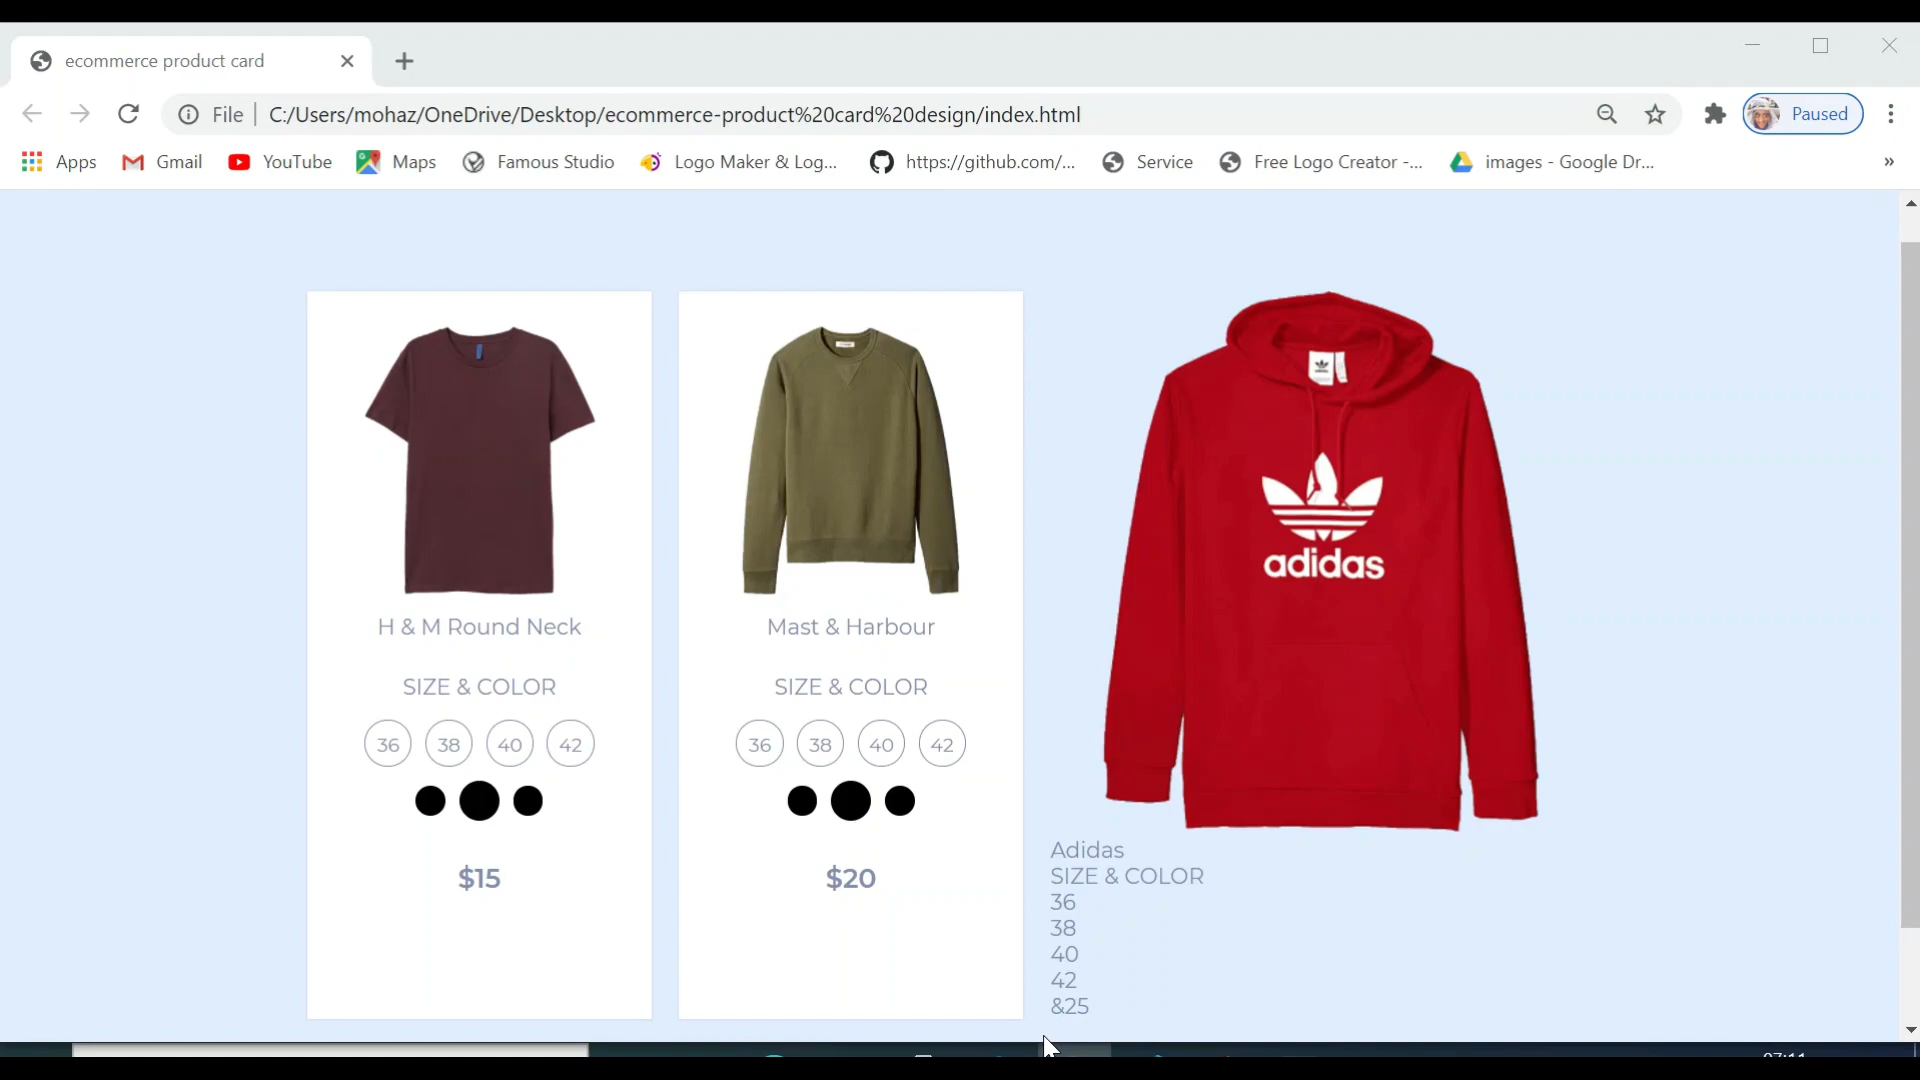 ecommerce product card
File
C:/Users/mohaz/OneDrive/Desktop/ecommerce-product%20card%20design/index.html
Paused
Apps
Gmail
YouTube
Maps
Famous Studio
Logo Maker & Log...
https://github.com/...
Service
Free Logo Creator -...
images - Google Dr...
»
adidas
H & M Round Neck
SIZE & COLOR
36 38 40 42
$15
Mast & Harbour
SIZE & COLOR
36 38 40 42
$20
Adidas
SIZE & COLOR
36
38
40
42
&25